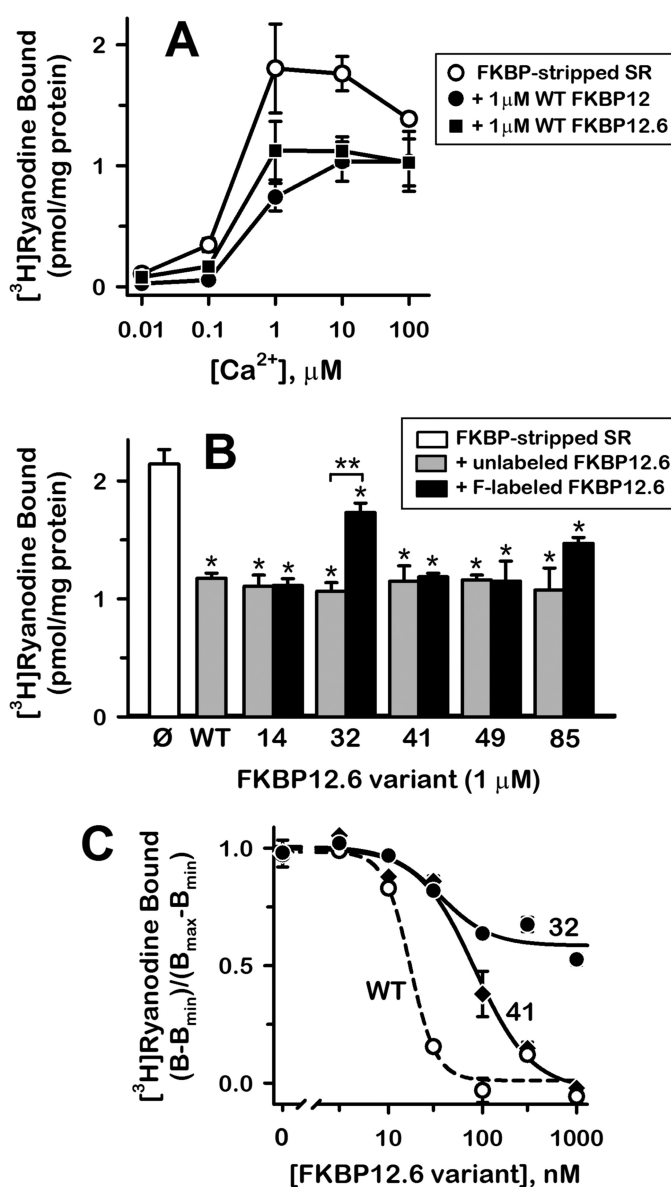 A
[³H]Ryanodine Bound
(pmol/mg protein)
2
1
0
0.01 0.1 1 10 100
[Ca²⁺], μM
FKBP-stripped SR
+ 1μM WT FKBP12
+ 1μM WT FKBP12.6
B
[³H]Ryanodine Bound
(pmol/mg protein)
2
1
0
FKBP-stripped SR
+ unlabeled FKBP12.6
+ F-labeled FKBP12.6
**
* * * * * * * * * * *
Ø WT 14 32 41 49 85
FKBP12.6 variant (1 μM)
C
[³H]Ryanodine Bound
(B-Bmin)/(Bmax-Bmin)
1.0
0.5
0.0
32
WT
41
0 10 100 1000
[FKBP12.6 variant], nM